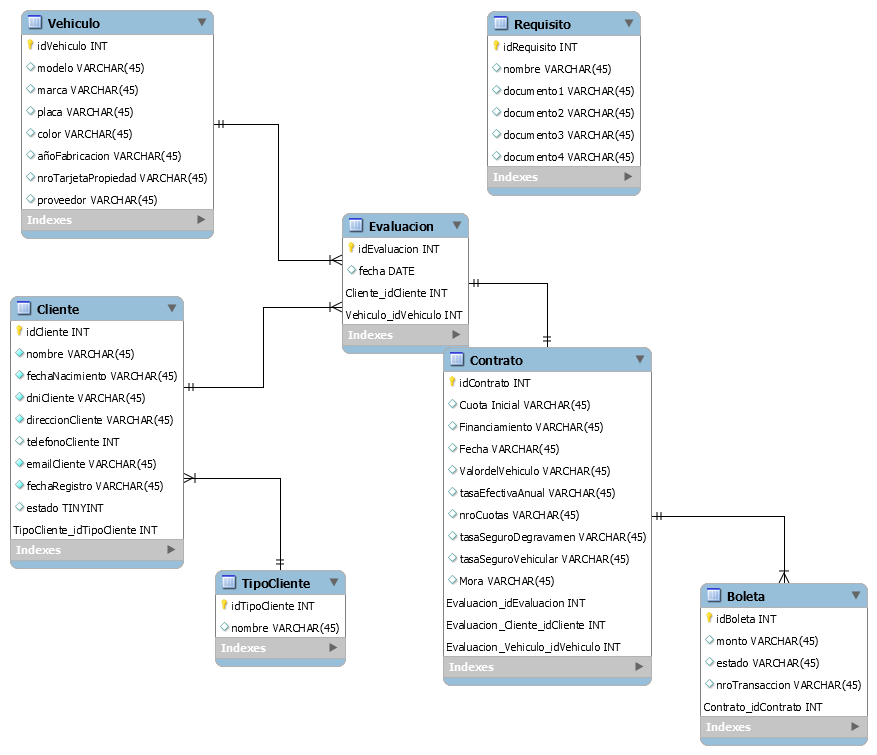 Vehiculo
idVehiculo INT
modelo VARCHAR(45)
marca VARCHAR(45)
placa VARCHAR(45)
color VARCHAR(45)
añoFabricacion VARCHAR(45)
nroTarjetaPropiedad VARCHAR(45)
proveedor VARCHAR(45)
Indexes
Requisito
idRequisito INT
nombre VARCHAR(45)
documento1 VARCHAR(45)
documento2 VARCHAR(45)
documento3 VARCHAR(45)
documento4 VARCHAR(45)
Indexes
Evaluacion
idEvaluacion INT
fecha DATE
Cliente_idCliente INT
Vehiculo_idVehiculo INT
Indexes
Cliente
idCliente INT
nombre VARCHAR(45)
fechaNacimiento VARCHAR(45)
dniCliente VARCHAR(45)
direccionCliente VARCHAR(45)
telefonoCliente INT
emailCliente VARCHAR(45)
fechaRegistro VARCHAR(45)
estado TINYINT
TipoCliente_idTipoCliente INT
Indexes
Contrato
idContrato INT
Cuota Inicial VARCHAR(45)
Financiamiento VARCHAR(45)
Fecha VARCHAR(45)
ValordelVehiculo VARCHAR(45)
tasaEfectivaAnual VARCHAR(45)
nroCuotas VARCHAR(45)
tasaSeguroDegravamen VARCHAR(45)
tasaSeguroVehicular VARCHAR(45)
Mora VARCHAR(45)
Evaluacion_idEvaluacion INT
Evaluacion_Cliente_idCliente INT
Evaluacion_Vehiculo_idVehiculo INT
Indexes
TipoCliente
idTipoCliente INT
nombre VARCHAR(45)
Indexes
Boleta
idBoleta INT
monto VARCHAR(45)
estado VARCHAR(45)
nroTransaccion VARCHAR(45)
Contrato_idContrato INT
Indexes